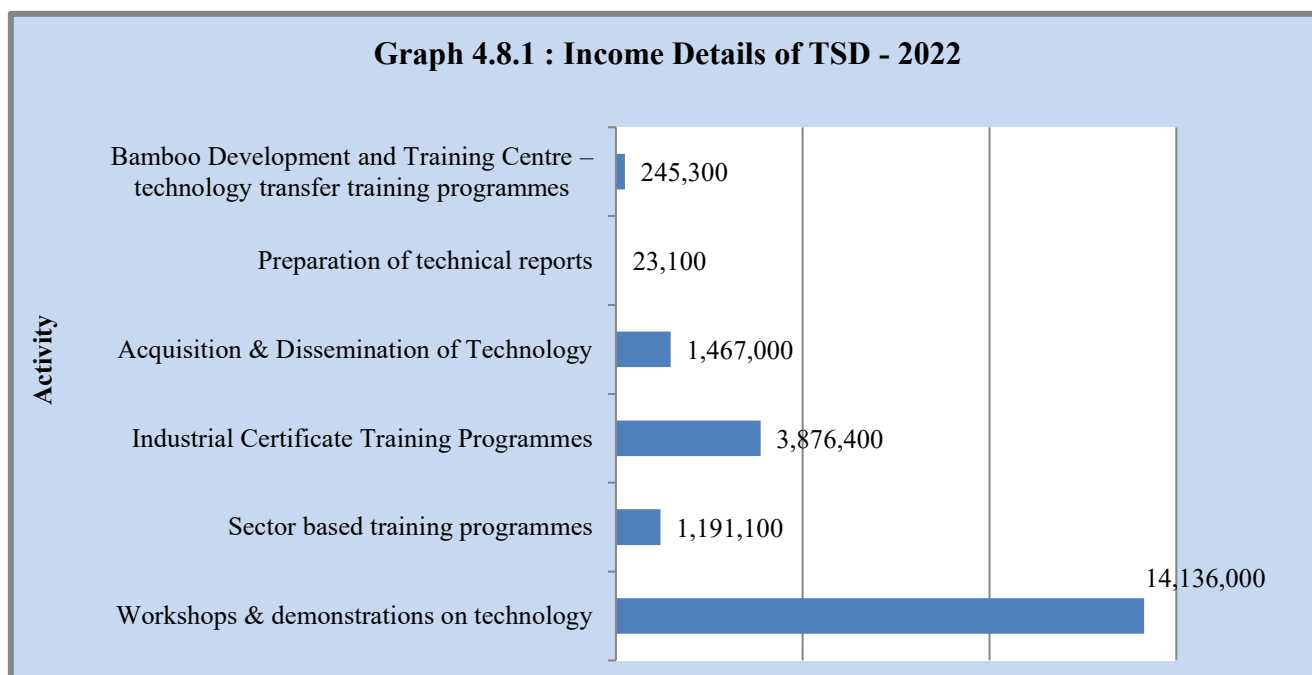 Graph 4.8.1 : Income Details of TSD - 2022
Activity
Bamboo Development and Training Centre –
technology transfer training programmes
245,300
Preparation of technical reports
23,100
Acquisition & Dissemination of Technology
1,467,000
Industrial Certificate Training Programmes
3,876,400
Sector based training programmes
1,191,100
Workshops & demonstrations on technology
14,136,000